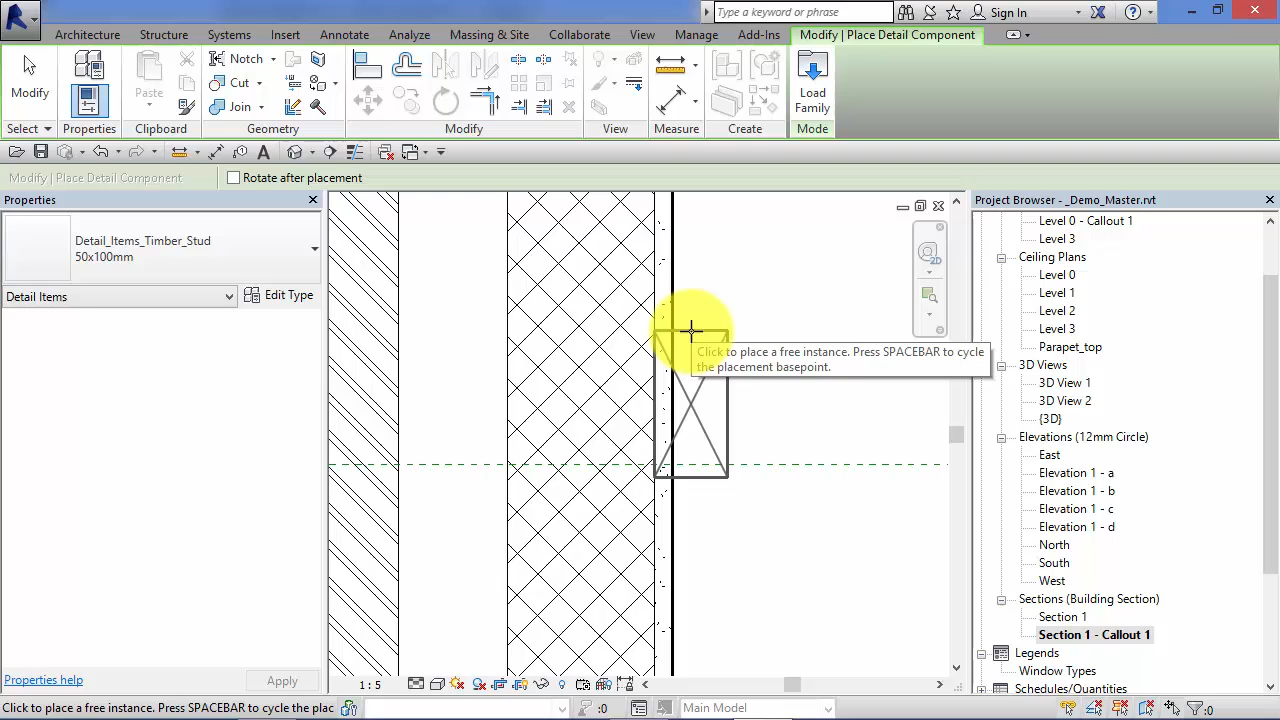 Type a keyword or phrase
Sign In
Architecture
Structure
Systems
Insert
Annotate
Analyze
Massing & Site
Collaborate
View
Manage
Add-Ins
Modify | Place Detail Component
Modify
Paste
Notch
Cut
Join
Load
Family
Select
Properties
Clipboard
Geometry
Modify
View
Measure
Create
Mode
Modify | Place Detail Component
Rotate after placement
Properties
Detail_Items_Timber_Stud
50x100mm
Detail Items
Edit Type
Properties help
Apply
2D
Click to place a free instance. Press SPACEBAR to cycle
the placement basepoint.
1 : 5
Project Browser - _Demo_Master.rvt
Level 0 - Callout 1
Level 3
Ceiling Plans
Level 0
Level 1
Level 2
Level 3
Parapet_top
3D Views
3D View 1
3D View 2
{3D}
Elevations (12mm Circle)
East
Elevation 1 - a
Elevation 1 - b
Elevation 1 - c
Elevation 1 - d
North
South
West
Sections (Building Section)
Section 1
Section 1 - Callout 1
Legends
Window Types
Schedules/Quantities
Click to place a free instance. Press SPACEBAR to cycle the plac
:0
Main Model
:0